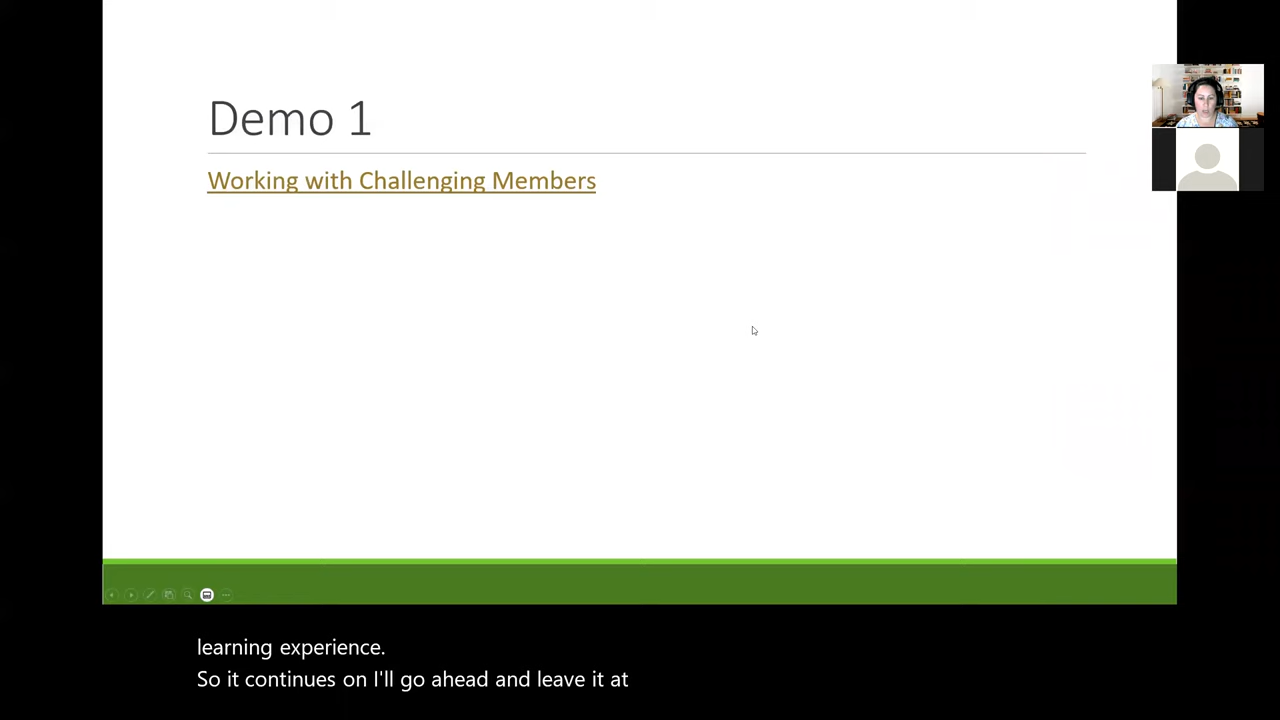 Demo 1
Working with Challenging Members
learning experience.
So it continues on I'll go ahead and leave it at